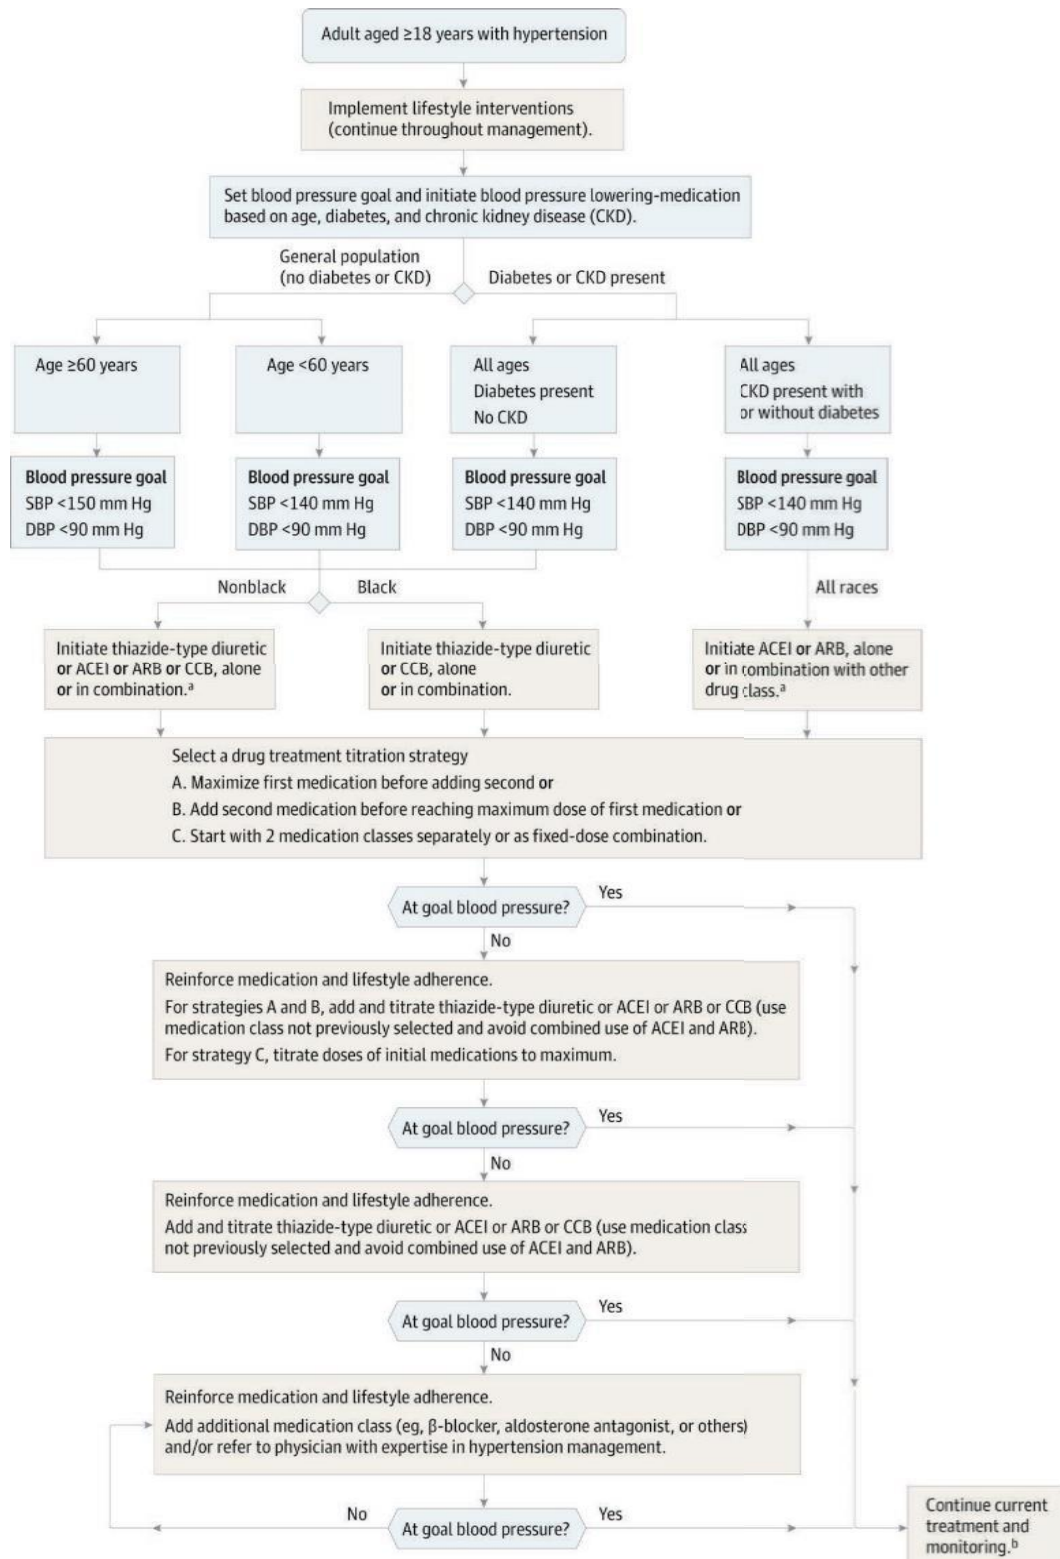 Adult aged ≥18 years with hypertension
Implement lifestyle interventions
(continue throughout management).
Set blood pressure goal and initiate blood pressure lowering-medication
based on age, diabetes, and chronic kidney disease (CKD).
General population
(no diabetes or CKD)
Diabetes or CKD present
Age ≥60 years
Age <60 years
All ages
Diabetes present
No CKD
All ages
CKD present with
or without diabetes
Blood pressure goal
SBP <150 mm Hg
DBP <90 mm Hg
Blood pressure goal
SBP <140 mm Hg
DBP <90 mm Hg
Blood pressure goal
SBP <140 mm Hg
DBP <90 mm Hg
Blood pressure goal
SBP <140 mm Hg
DBP <90 mm Hg
Nonblack
Black
All races
Initiate thiazide-type diuretic
or ACEI or ARB or CCB, alone
or in combination.ᵃ
Initiate thiazide-type diuretic
or CCB, alone
or in combination.
Initiate ACEI or ARB, alone
or in combination with other
drug class.ᵃ
Select a drug treatment titration strategy
A. Maximize first medication before adding second or
B. Add second medication before reaching maximum dose of first medication or
C. Start with 2 medication classes separately or as fixed-dose combination.
At goal blood pressure?
Yes
No
Reinforce medication and lifestyle adherence.
For strategies A and B, add and titrate thiazide-type diuretic or ACEI or ARB or CCB (use
medication class not previously selected and avoid combined use of ACEI and ARB).
For strategy C, titrate doses of initial medications to maximum.
At goal blood pressure?
Yes
No
Reinforce medication and lifestyle adherence.
Add and titrate thiazide-type diuretic or ACEI or ARB or CCB (use medication class
not previously selected and avoid combined use of ACEI and ARB).
At goal blood pressure?
Yes
No
Reinforce medication and lifestyle adherence.
Add additional medication class (eg, β-blocker, aldosterone antagonist, or others)
and/or refer to physician with expertise in hypertension management.
No
At goal blood pressure?
Yes
Continue current
treatment and
monitoring.ᵇ